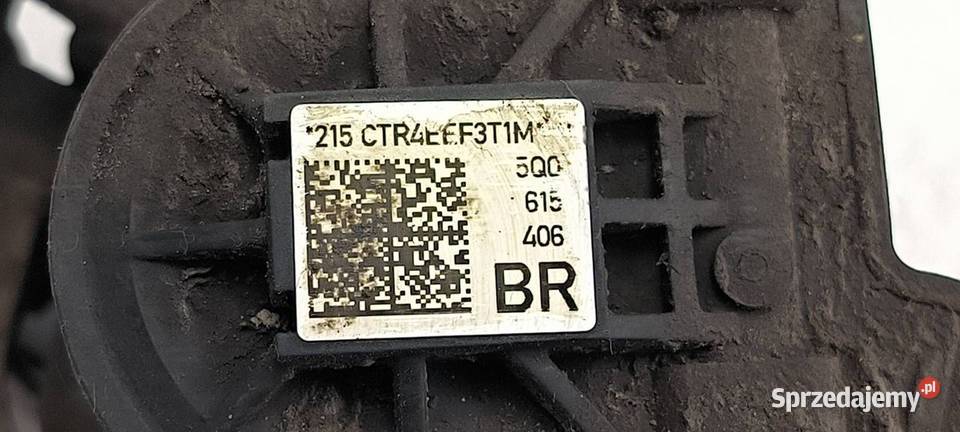 *215 CTR4EEF3T1M*
5Q0
615
406
BR
Sprzedajemy.pl